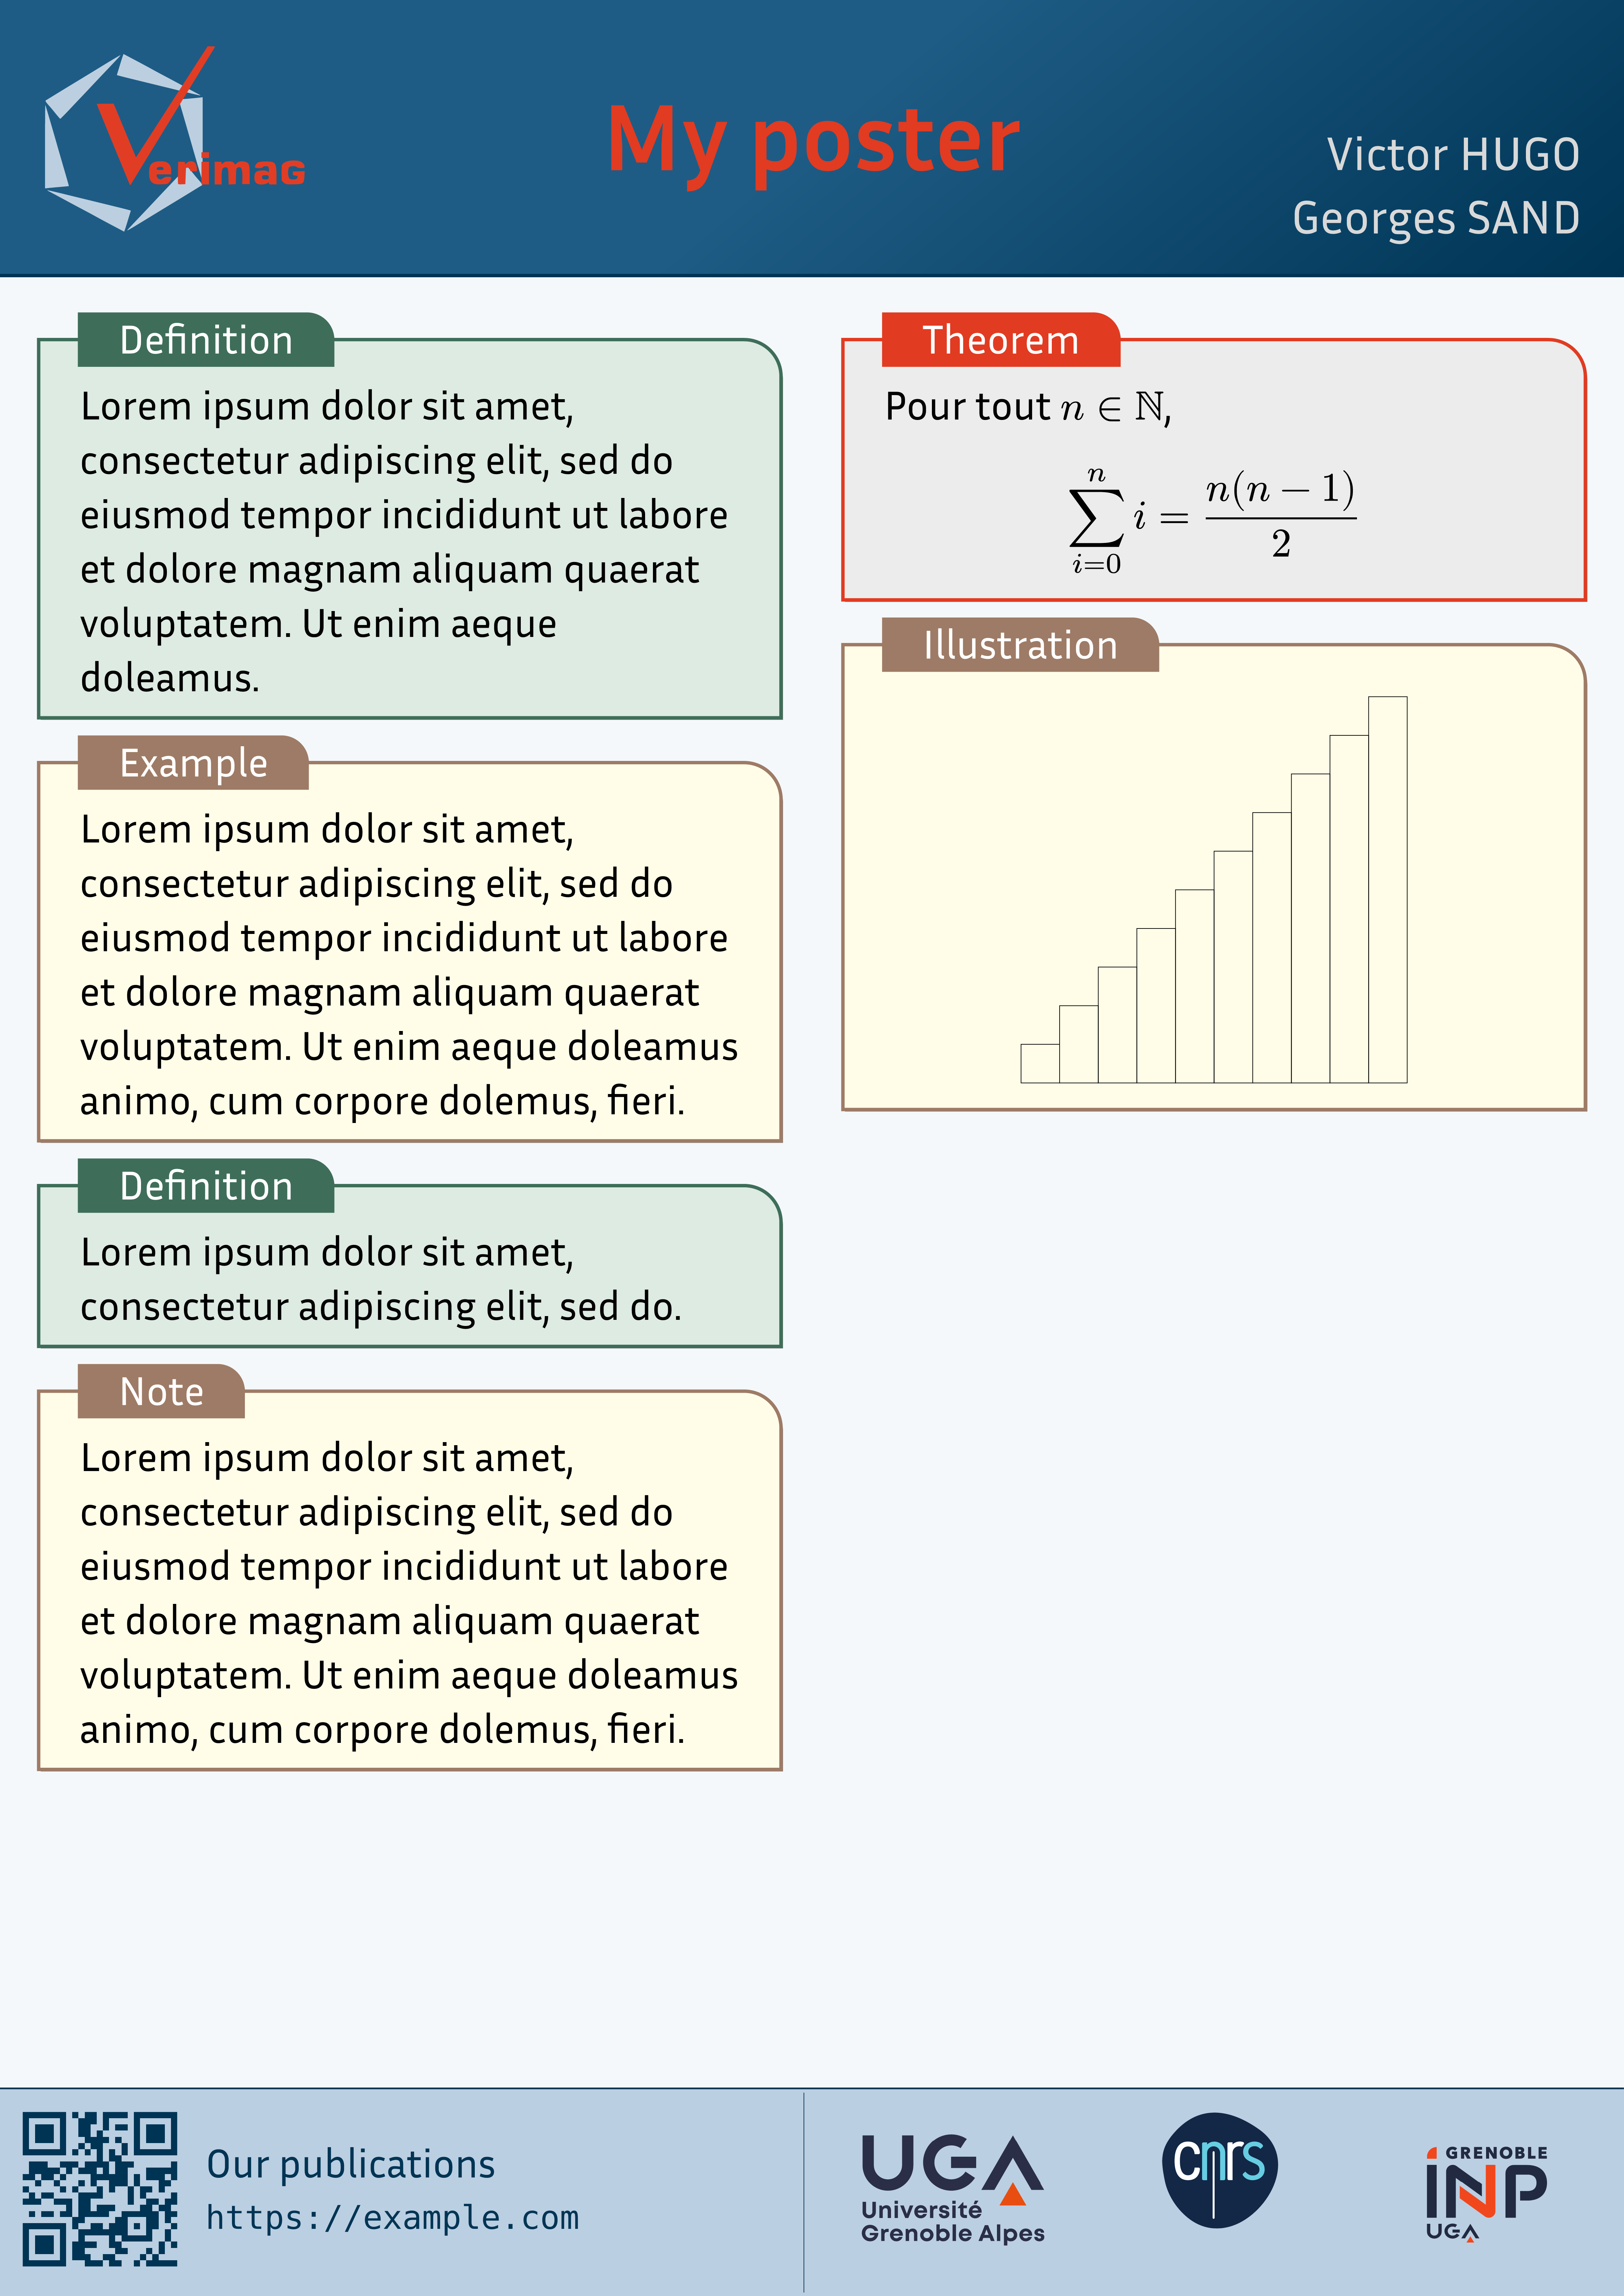 Verimag
My poster
Victor HUGO
Georges SAND
Definition
Lorem ipsum dolor sit amet,
consectetur adipiscing elit, sed do
eiusmod tempor incididunt ut labore
et dolore magnam aliquam quaerat
voluptatem. Ut enim aeque
doleamus.
Example
Lorem ipsum dolor sit amet,
consectetur adipiscing elit, sed do
eiusmod tempor incididunt ut labore
et dolore magnam aliquam quaerat
voluptatem. Ut enim aeque doleamus
animo, cum corpore dolemus, fieri.
Definition
Lorem ipsum dolor sit amet,
consectetur adipiscing elit, sed do.
Note
Lorem ipsum dolor sit amet,
consectetur adipiscing elit, sed do
eiusmod tempor incididunt ut labore
et dolore magnam aliquam quaerat
voluptatem. Ut enim aeque doleamus
animo, cum corpore dolemus, fieri.
Theorem
Pour tout n ∈ ℕ,
∑_{i=0}^{n} i = n(n − 1)/2
Illustration
Our publications
https://example.com
UGA
Université
Grenoble Alpes
cnrs
GRENOBLE
INP
UGA